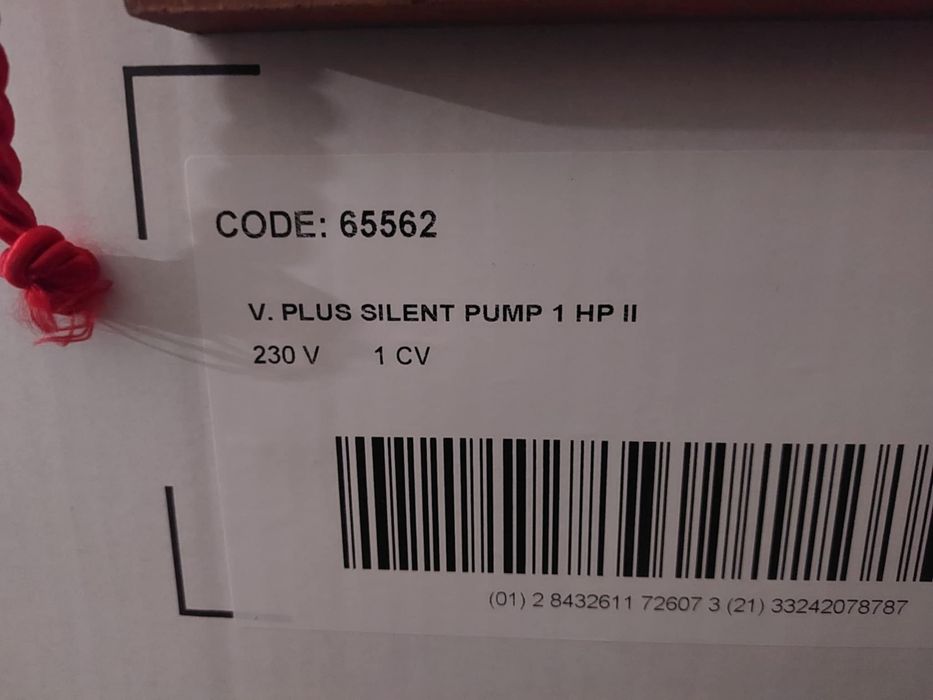 CODE: 65562
V. PLUS SILENT PUMP 1 HP II
230 V 1 CV
(01) 2 8432611 72607 3 (21) 33242078787